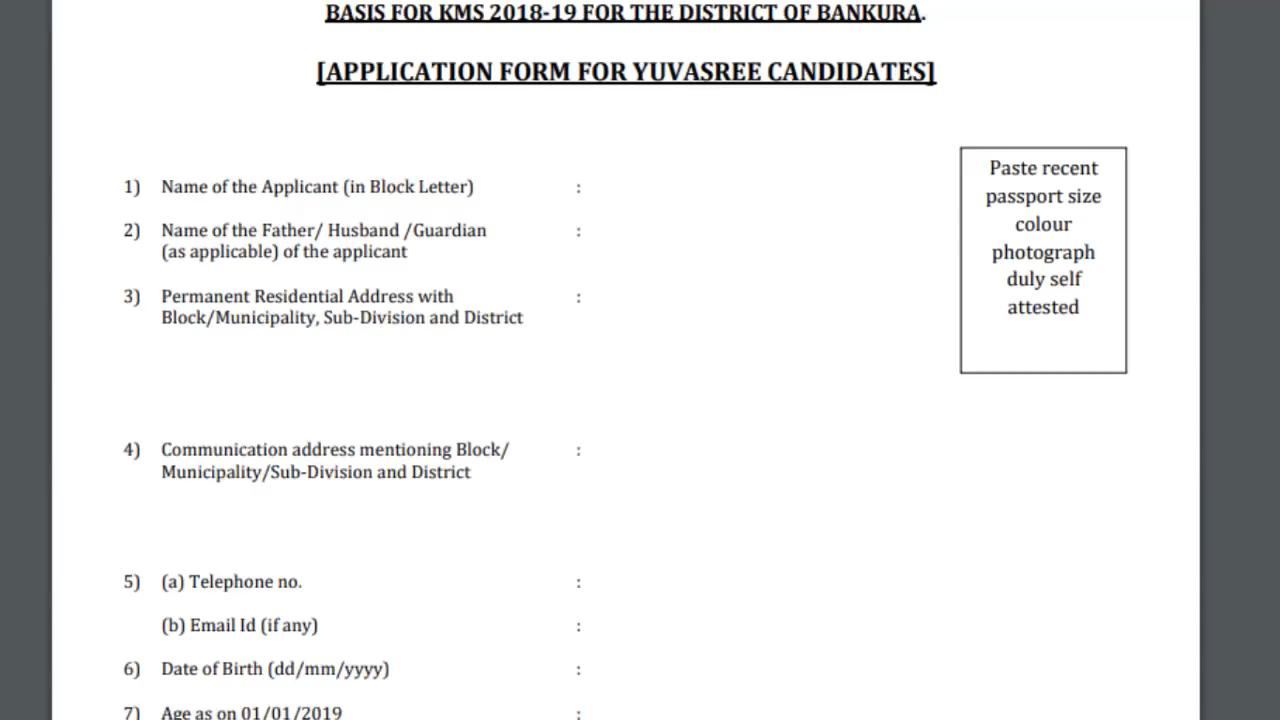 BASIS FOR KMS 2018-19 FOR THE DISTRICT OF BANKURA.
[APPLICATION FORM FOR YUVASREE CANDIDATES]
Paste recent
passport size
colour
photograph
duly self
attested
1) Name of the Applicant (in Block Letter) :
2) Name of the Father/ Husband /Guardian :
(as applicable) of the applicant
3) Permanent Residential Address with :
Block/Municipality, Sub-Division and District
4) Communication address mentioning Block/ :
Municipality/Sub-Division and District
5) (a) Telephone no. :
(b) Email Id (if any) :
6) Date of Birth (dd/mm/yyyy) :
7) Age as on 01/01/2019 :